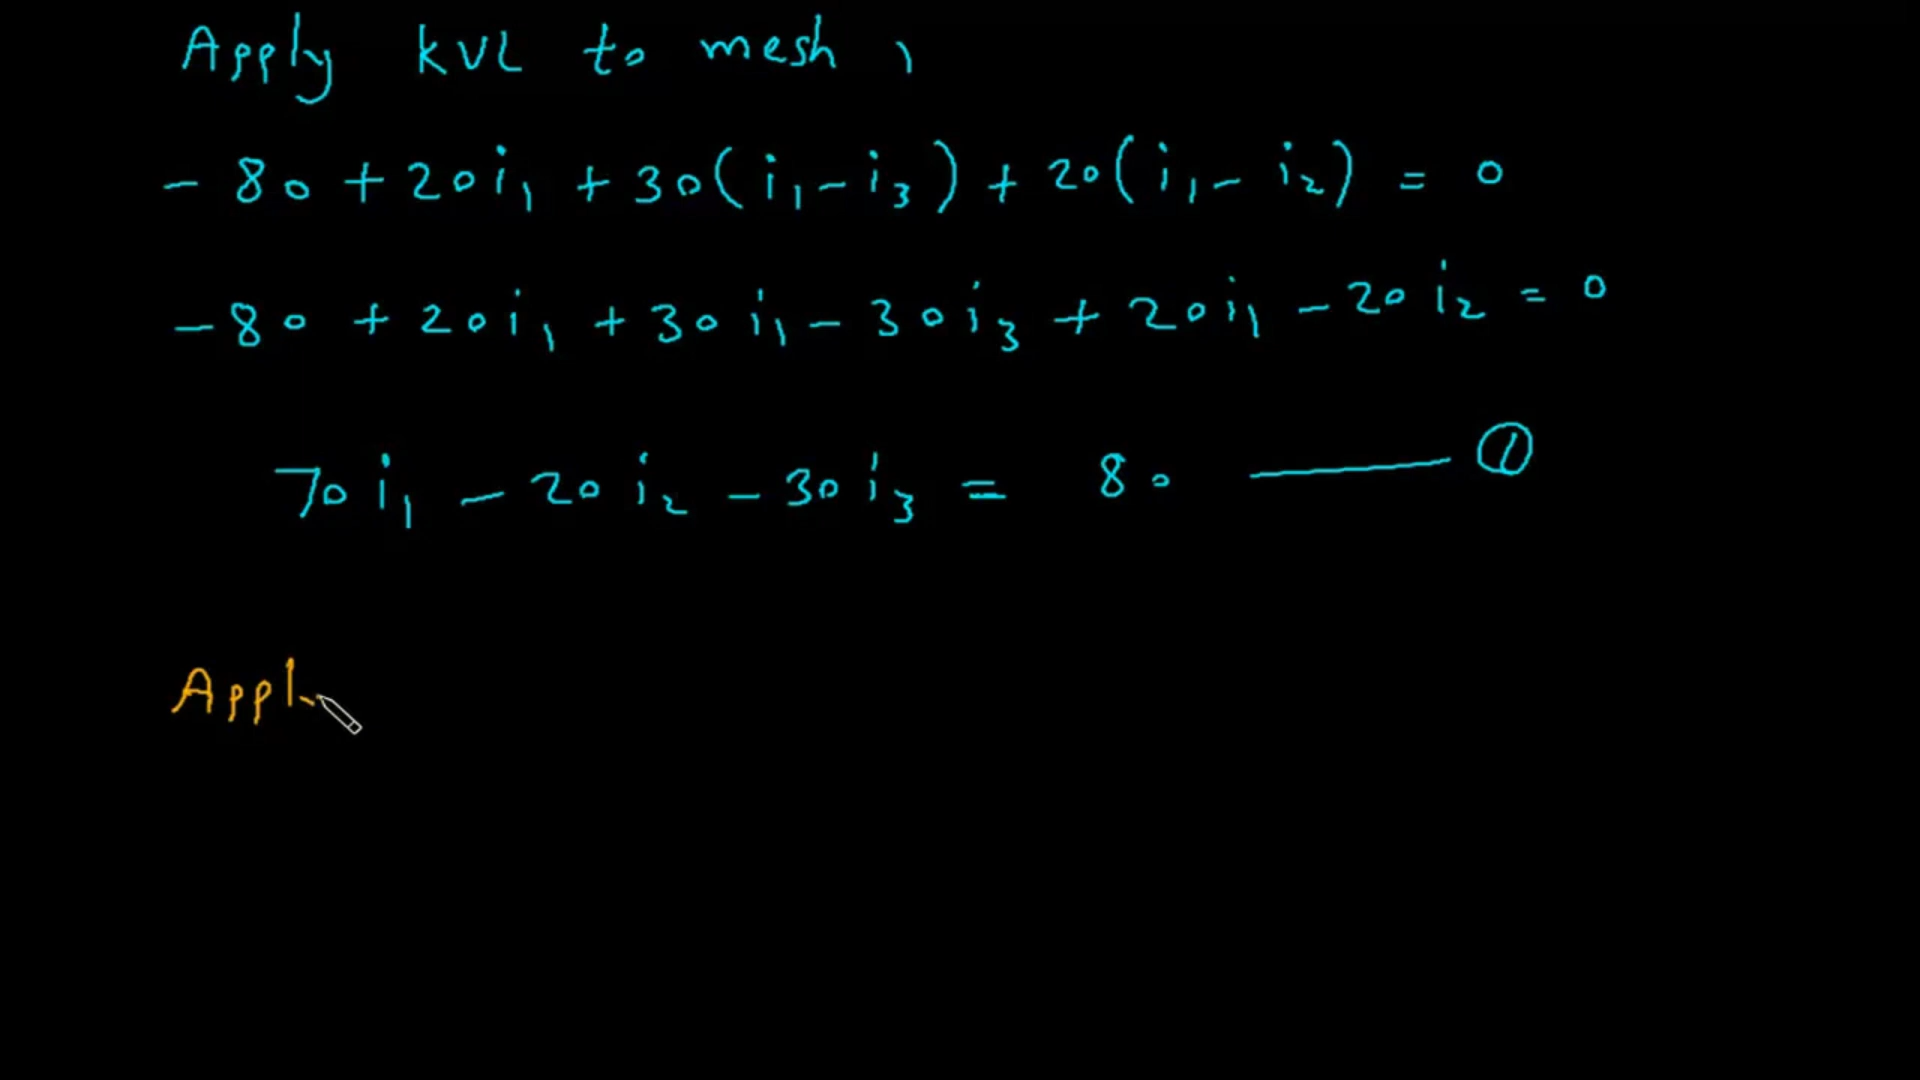 Apply KVL to mesh 1
- 80 + 20i₁ + 30(i₁ - i₃) + 20(i₁ - i₂) = 0
- 80 + 20i₁ + 30i₁ - 30i₃ + 20i₁ - 20i₂ = 0
70i₁ - 20i₂ - 30i₃ = 80 —— ①
Appl